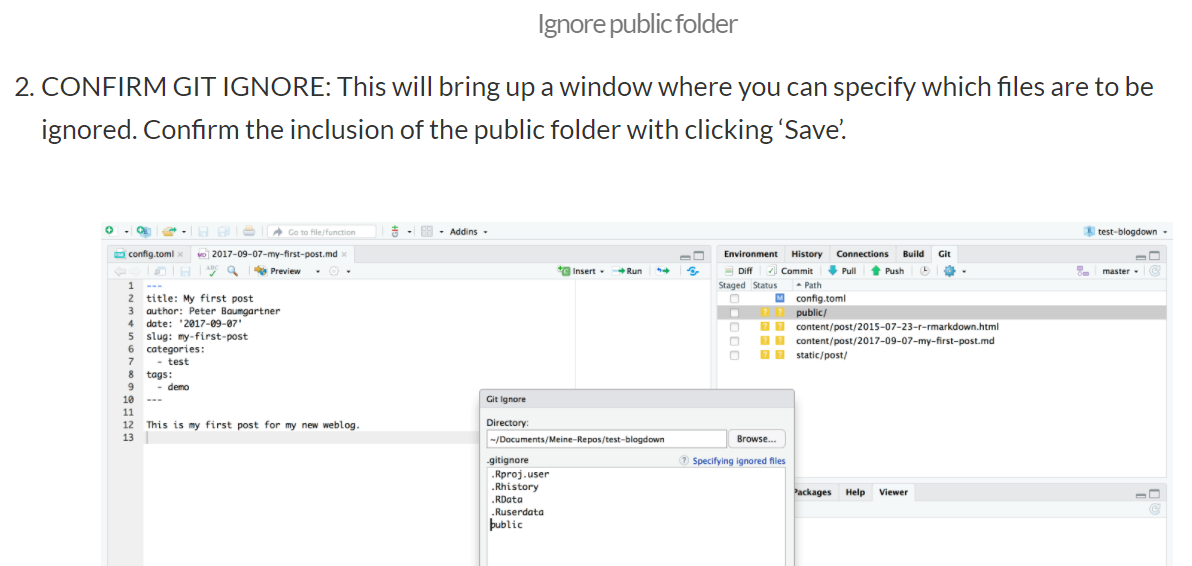 Ignore public folder
2. CONFIRM GIT IGNORE: This will bring up a window where you can specify which files are to be
ignored. Confirm the inclusion of the public folder with clicking ‘Save’.
Go to file/function
Addins
test-blogdown
config.toml
2017-09-07-my-first-post.md
ABC
Preview
Insert
Run
1 ---
2 title: My first post
3 author: Peter Baumgartner
4 date: '2017-09-07'
5 slug: my-first-post
6 categories:
7 - test
8 tags:
9 - demo
10 ---
11
12 This is my first post for my new weblog.
13
Environment History Connections Build Git
Diff Commit Pull Push master
Staged Status Path
M config.toml
? ? public/
? ? content/post/2015-07-23-r-rmarkdown.html
? ? content/post/2017-09-07-my-first-post.md
? ? static/post/
Git Ignore
Directory:
~/Documents/Meine-Repos/test-blogdown Browse...
.gitignore ? Specifying ignored files
.Rproj.user
.Rhistory
.RData
.Ruserdata
public
Packages Help Viewer